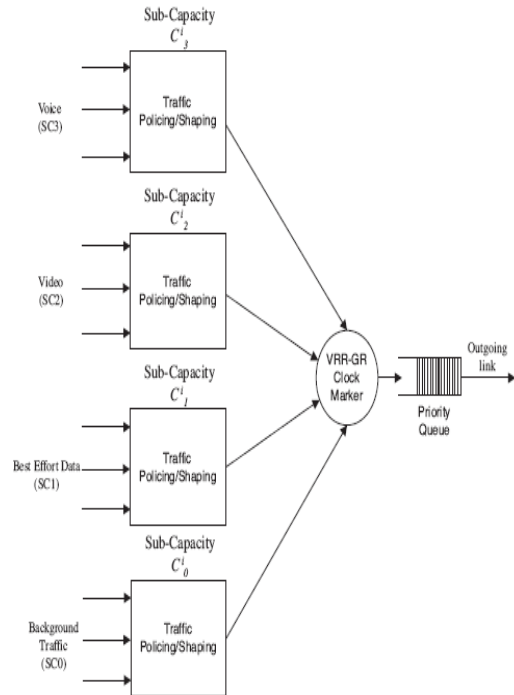 Sub-Capacity
C^i_3
Voice
(SC3)
Traffic
Policing/Shaping
Sub-Capacity
C^i_2
Video
(SC2)
Traffic
Policing/Shaping
VRR-GR
Clock
Marker
Outgoing
link
Priority
Queue
Sub-Capacity
C^i_1
Best Effort Data
(SC1)
Traffic
Policing/Shaping
Sub-Capacity
C^i_0
Background
Traffic
(SC0)
Traffic
Policing/Shaping